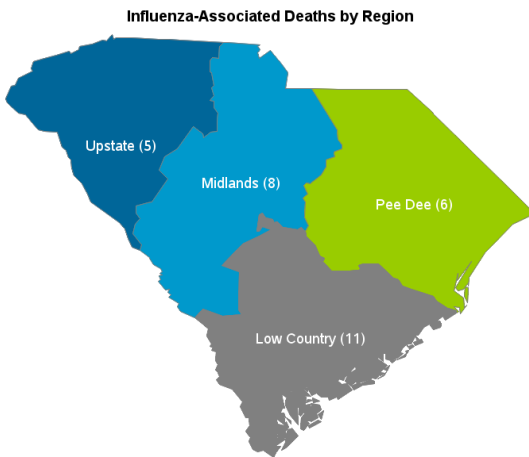 Influenza-Associated Deaths by Region
Upstate (5)
Midlands (8)
Pee Dee (6)
Low Country (11)